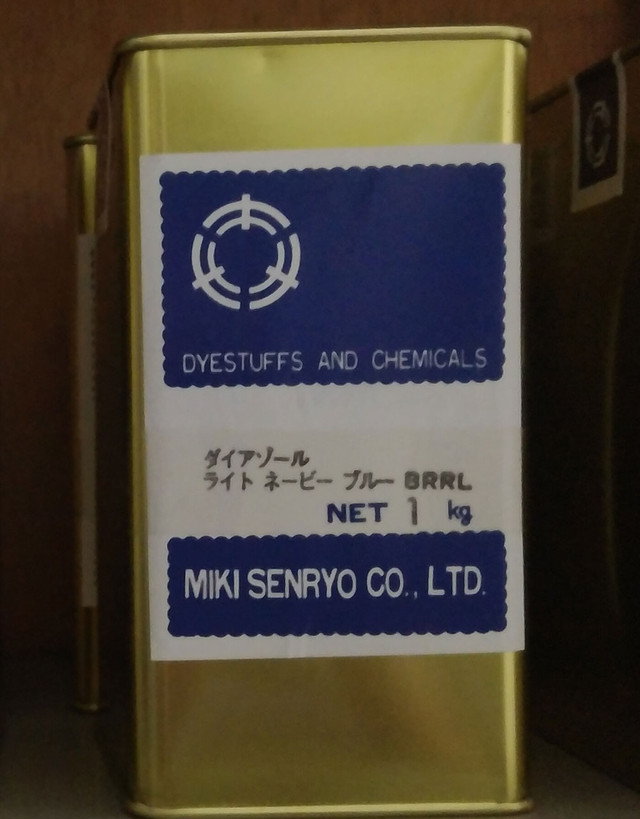 DYESTUFFS AND CHEMICALS
ダイアゾール
ライト ネービー ブルー BRRL
NET 1 kg
MIKI SENRYO CO., LTD.